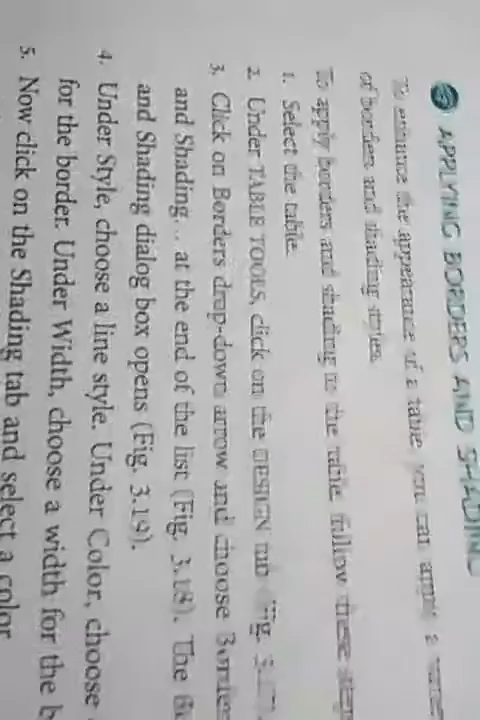 APPLYING BORDERS AND SHADING
To enhance the appearance of a table, you can apply a
of borders and shading styles.
To apply borders and shading to the table, follow these
1. Select the table.
2. Under TABLE TOOLS, click on the DESIGN tab
3. Click on Borders drop-down arrow and choose
and Shading... at the end of the list (Fig. 3.18). The
and Shading dialog box opens (Fig. 3.19).
4. Under Style, choose a line style. Under Color, choose
for the border. Under Width, choose a width for the
5. Now click on the Shading tab and select a color